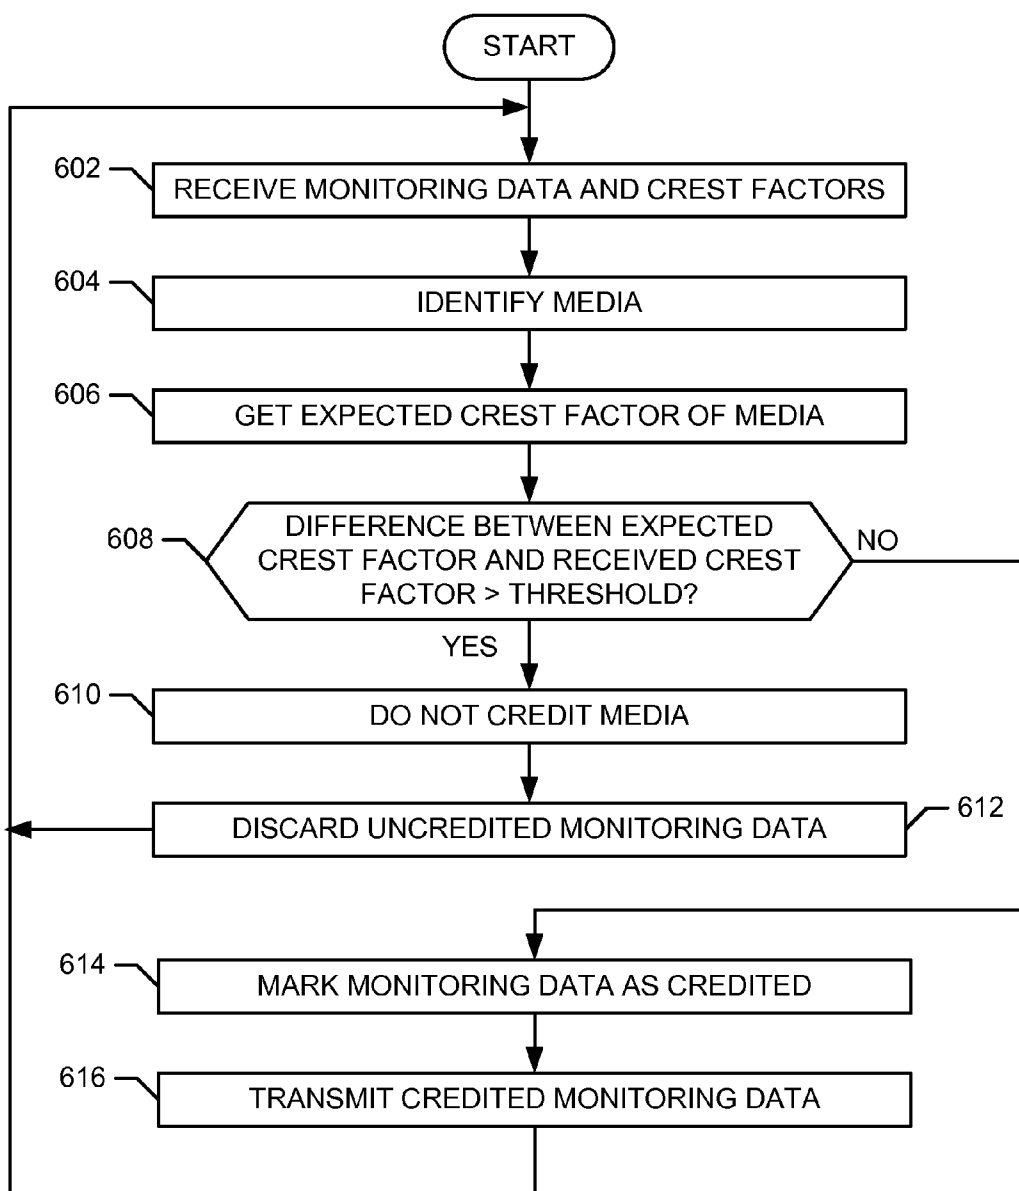 START
602
RECEIVE MONITORING DATA AND CREST FACTORS
604
IDENTIFY MEDIA
606
GET EXPECTED CREST FACTOR OF MEDIA
608
DIFFERENCE BETWEEN EXPECTED
CREST FACTOR AND RECEIVED CREST
FACTOR > THRESHOLD?
NO
YES
610
DO NOT CREDIT MEDIA
DISCARD UNCREDITED MONITORING DATA
612
614
MARK MONITORING DATA AS CREDITED
616
TRANSMIT CREDITED MONITORING DATA